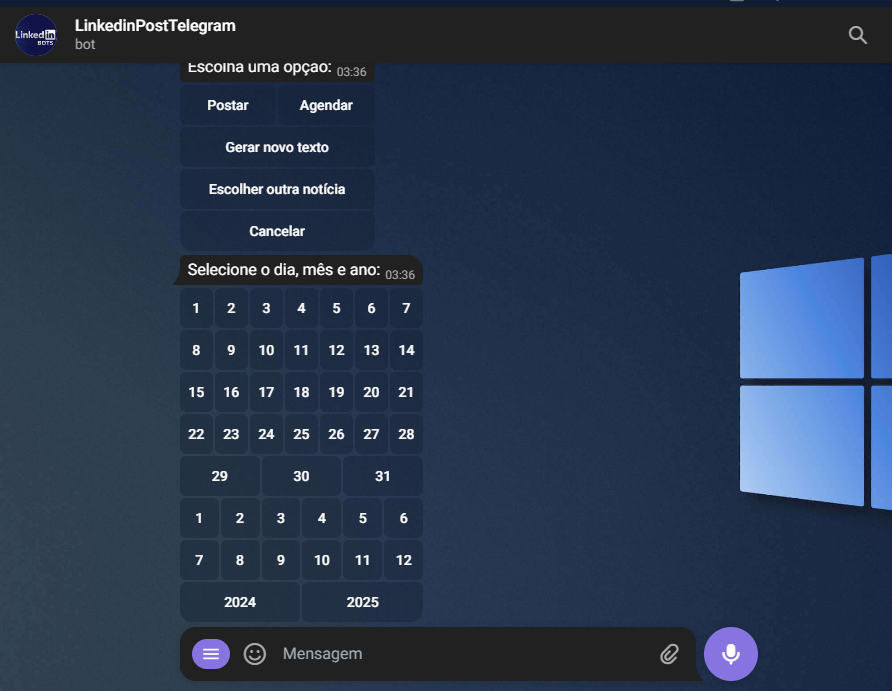 LinkedinPostTelegram
bot
Linked in
BOTS
Escolha uma opção: 03:36
Postar Agendar
Gerar novo texto
Escolher outra notícia
Cancelar
Selecione o dia, mês e ano: 03:36
1 2 3 4 5 6 7
8 9 10 11 12 13 14
15 16 17 18 19 20 21
22 23 24 25 26 27 28
29 30 31
1 2 3 4 5 6
7 8 9 10 11 12
2024 2025
Mensagem